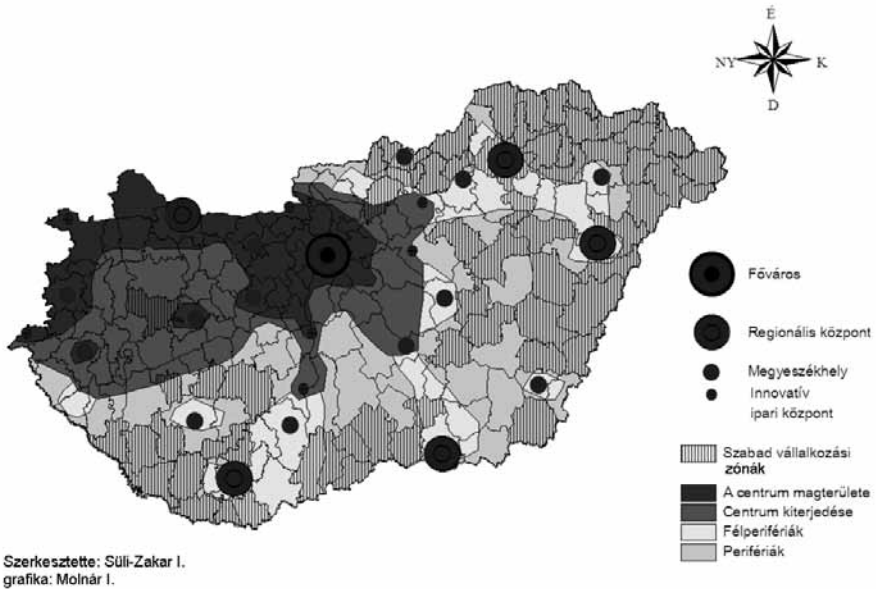 É
NY
K
D
Főváros
Regionális központ
Megyeszékhely
Innovatív
ipari központ
Szabad vállalkozási
zónák
A centrum magterülete
Centrum kiterjedése
Félperifériák
Perifériák
Szerkesztette: Süli-Zakar I.
grafika: Molnár I.